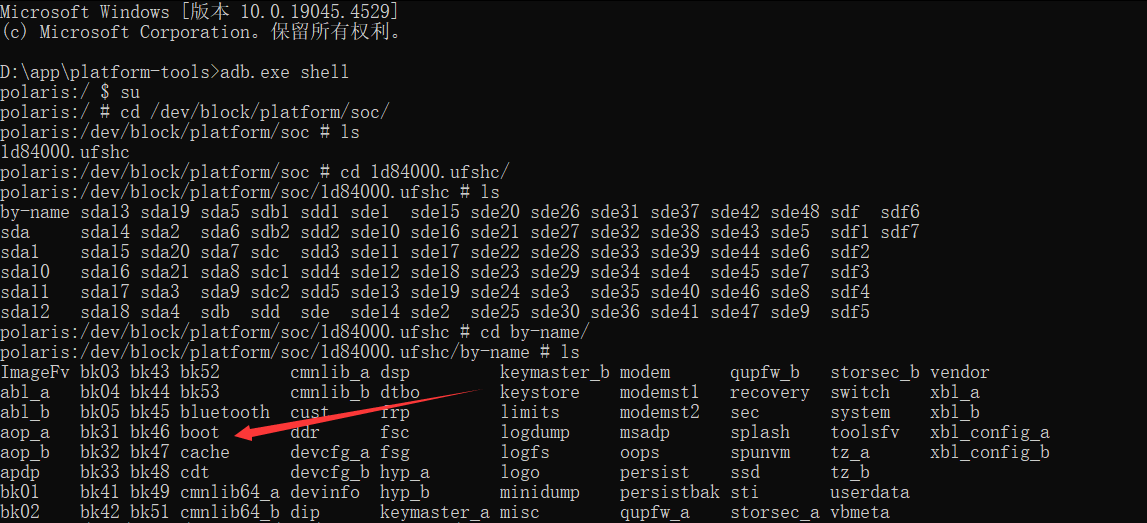 Microsoft Windows [版本 10.0.19045.4529]
(c) Microsoft Corporation。保留所有权利。
D:\app\platform-tools>adb.exe shell
polaris:/ $ su
polaris:/ # cd /dev/block/platform/soc/
polaris:/dev/block/platform/soc # ls
1d84000.ufshc
polaris:/dev/block/platform/soc # cd 1d84000.ufshc/
polaris:/dev/block/platform/soc/1d84000.ufshc # ls
by-name sda13 sda19 sda5 sdb1 sdd1 sde1 sde15 sde20 sde26 sde31 sde37 sde42 sde48 sdf sdf6
sda sda14 sda2 sda6 sdb2 sdd2 sde10 sde16 sde21 sde27 sde32 sde38 sde43 sde5 sdf1 sdf7
sda1 sda15 sda20 sda7 sdc sdd3 sde11 sde17 sde22 sde28 sde33 sde39 sde44 sde6 sdf2
sda10 sda16 sda21 sda8 sdc1 sdd4 sde12 sde18 sde23 sde29 sde34 sde4 sde45 sde7 sdf3
sda11 sda17 sda3 sda9 sdc2 sdd5 sde13 sde19 sde24 sde3 sde35 sde40 sde46 sde8 sdf4
sda12 sda18 sda4 sdb sdd sde sde14 sde2 sde25 sde30 sde36 sde41 sde47 sde9 sdf5
polaris:/dev/block/platform/soc/1d84000.ufshc # cd by-name/
polaris:/dev/block/platform/soc/1d84000.ufshc/by-name # ls
ImageFv bk03 bk43 bk52 cmnlib_a dsp keymaster_b modem qupfw_b storsec_b vendor
abl_a bk04 bk44 bk53 cmnlib_b dtbo keystore modemst1 recovery switch xbl_a
abl_b bk05 bk45 bluetooth cust frp limits modemst2 sec system xbl_b
aop_a bk31 bk46 boot ddr fsc logdump msadp splash toolsfv xbl_config_a
aop_b bk32 bk47 cache devcfg_a fsg logfs oops spunvm tz_a xbl_config_b
apdp bk33 bk48 cdt devcfg_b hyp_a logo persist ssd tz_b
bk01 bk41 bk49 cmnlib64_a devinfo hyp_b minidump persistbak sti userdata
bk02 bk42 bk51 cmnlib64_b dip keymaster_a misc qupfw_a storsec_a vbmeta